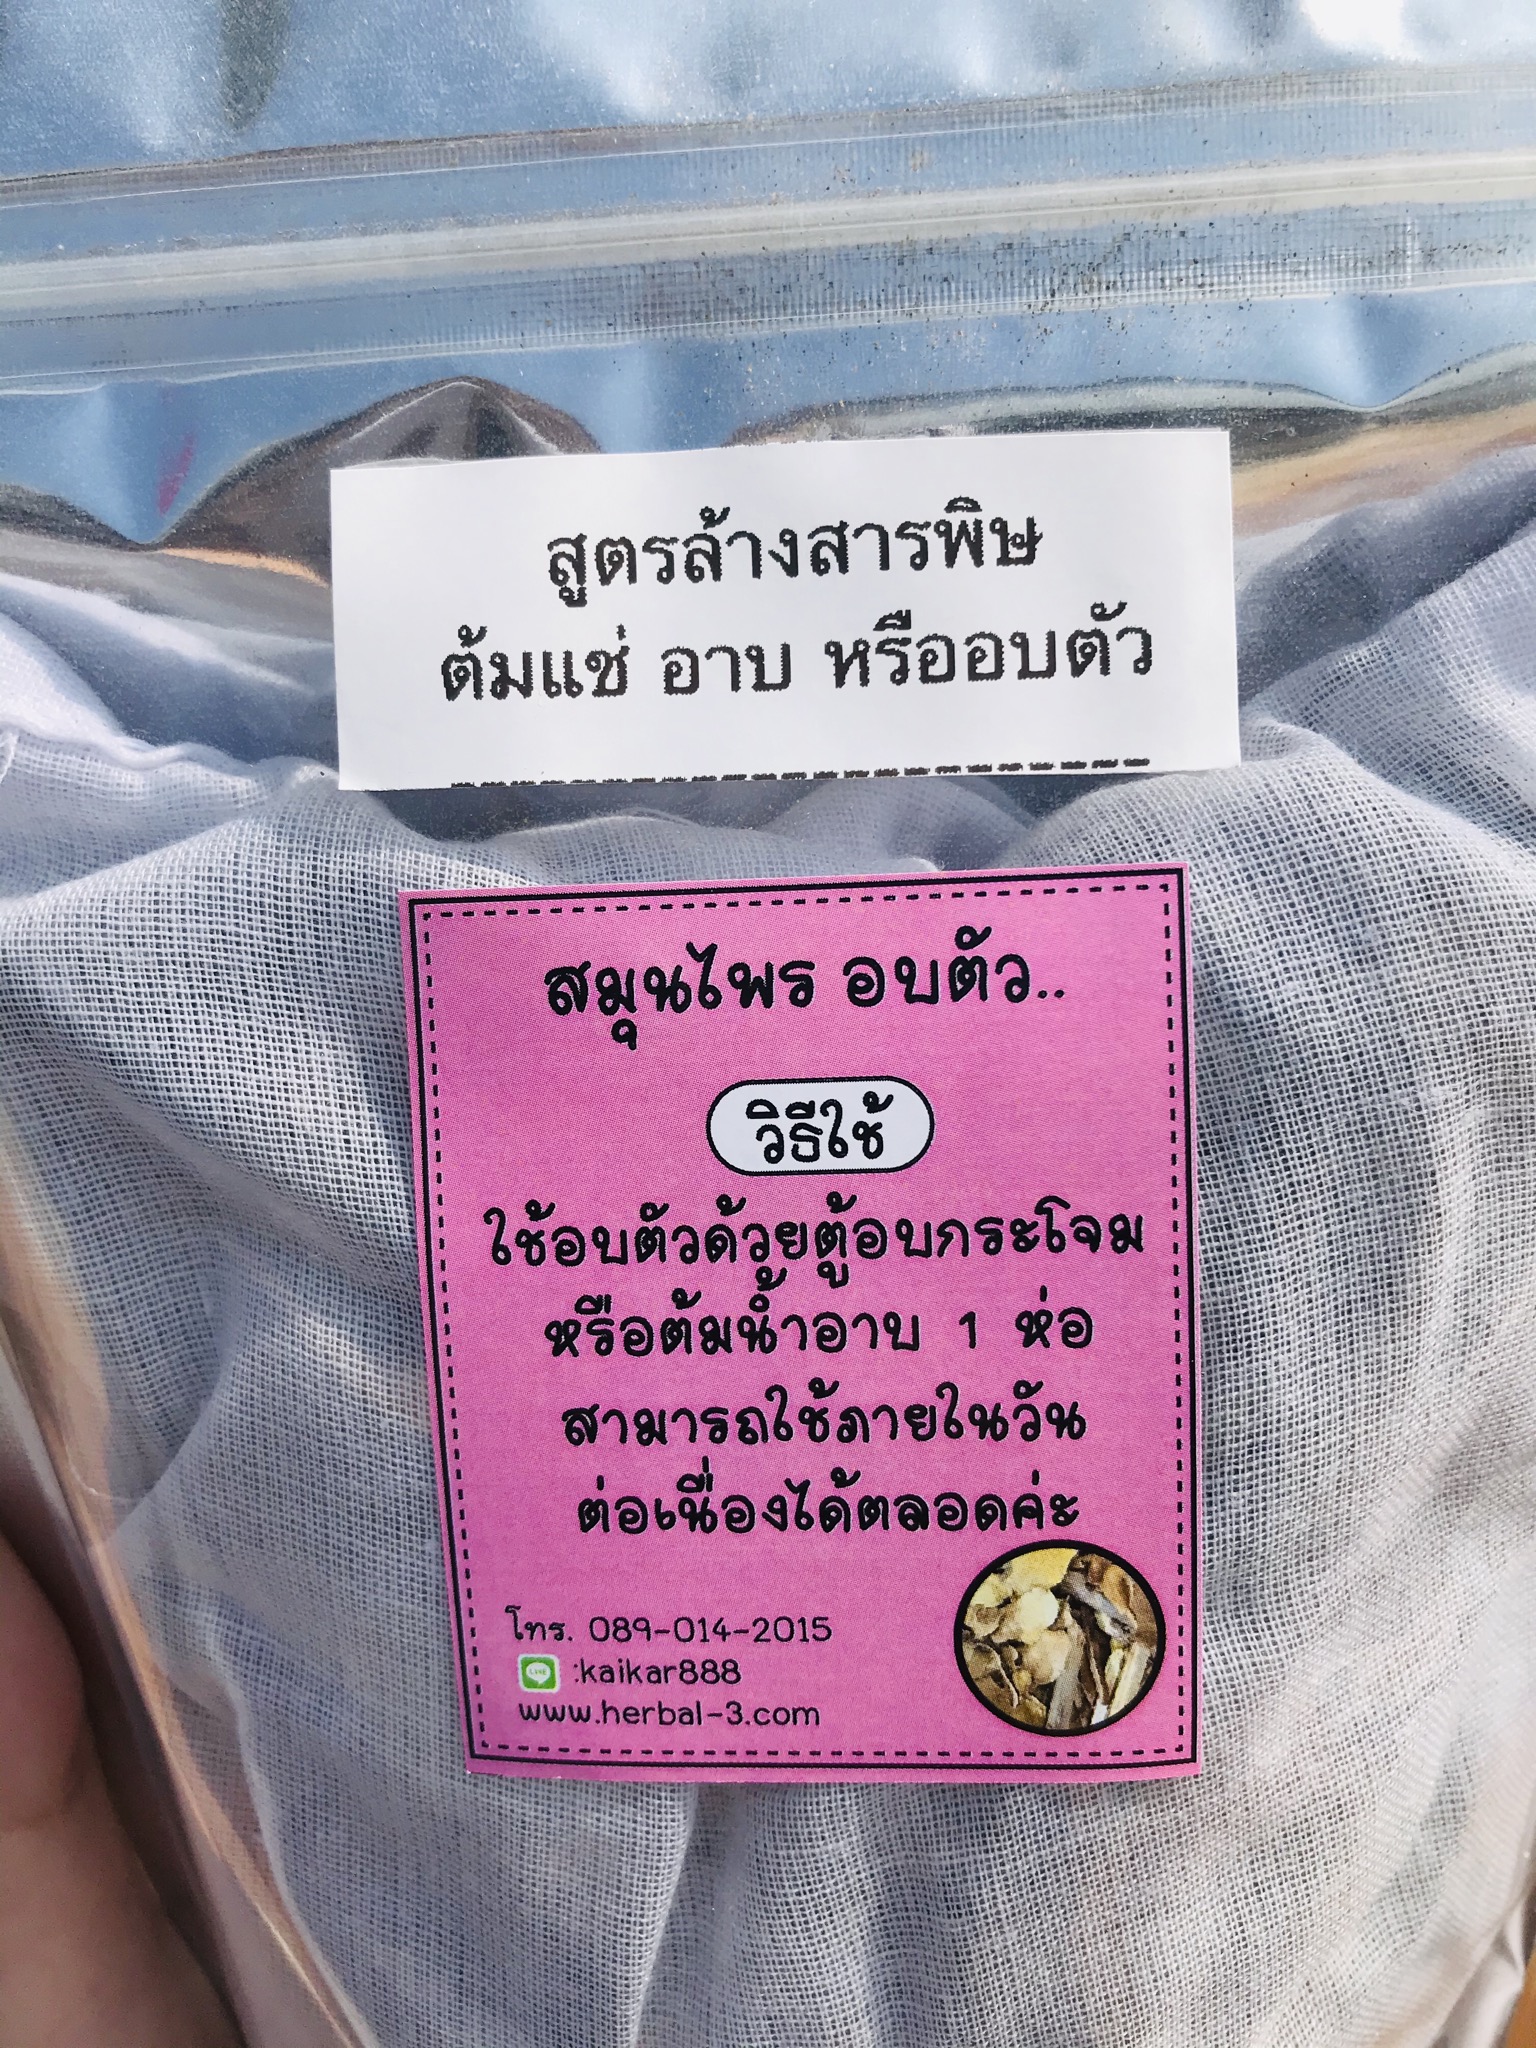 สูตรล้างสารพิษ
ต้มแช่ อาบ หรืออบตัว
สมุนไพร อบตัว..
วิธีใช้
ใช้อบตัวด้วยตู้อบกระโจม
หรือต้มน้ำอาบ 1 ห่อ
สามารถใช้ภายในวัน
ต่อเนื่องได้ตลอดค่ะ
โทร. 089-014-2015
LINE :kaikar888
www.herbal-3.com